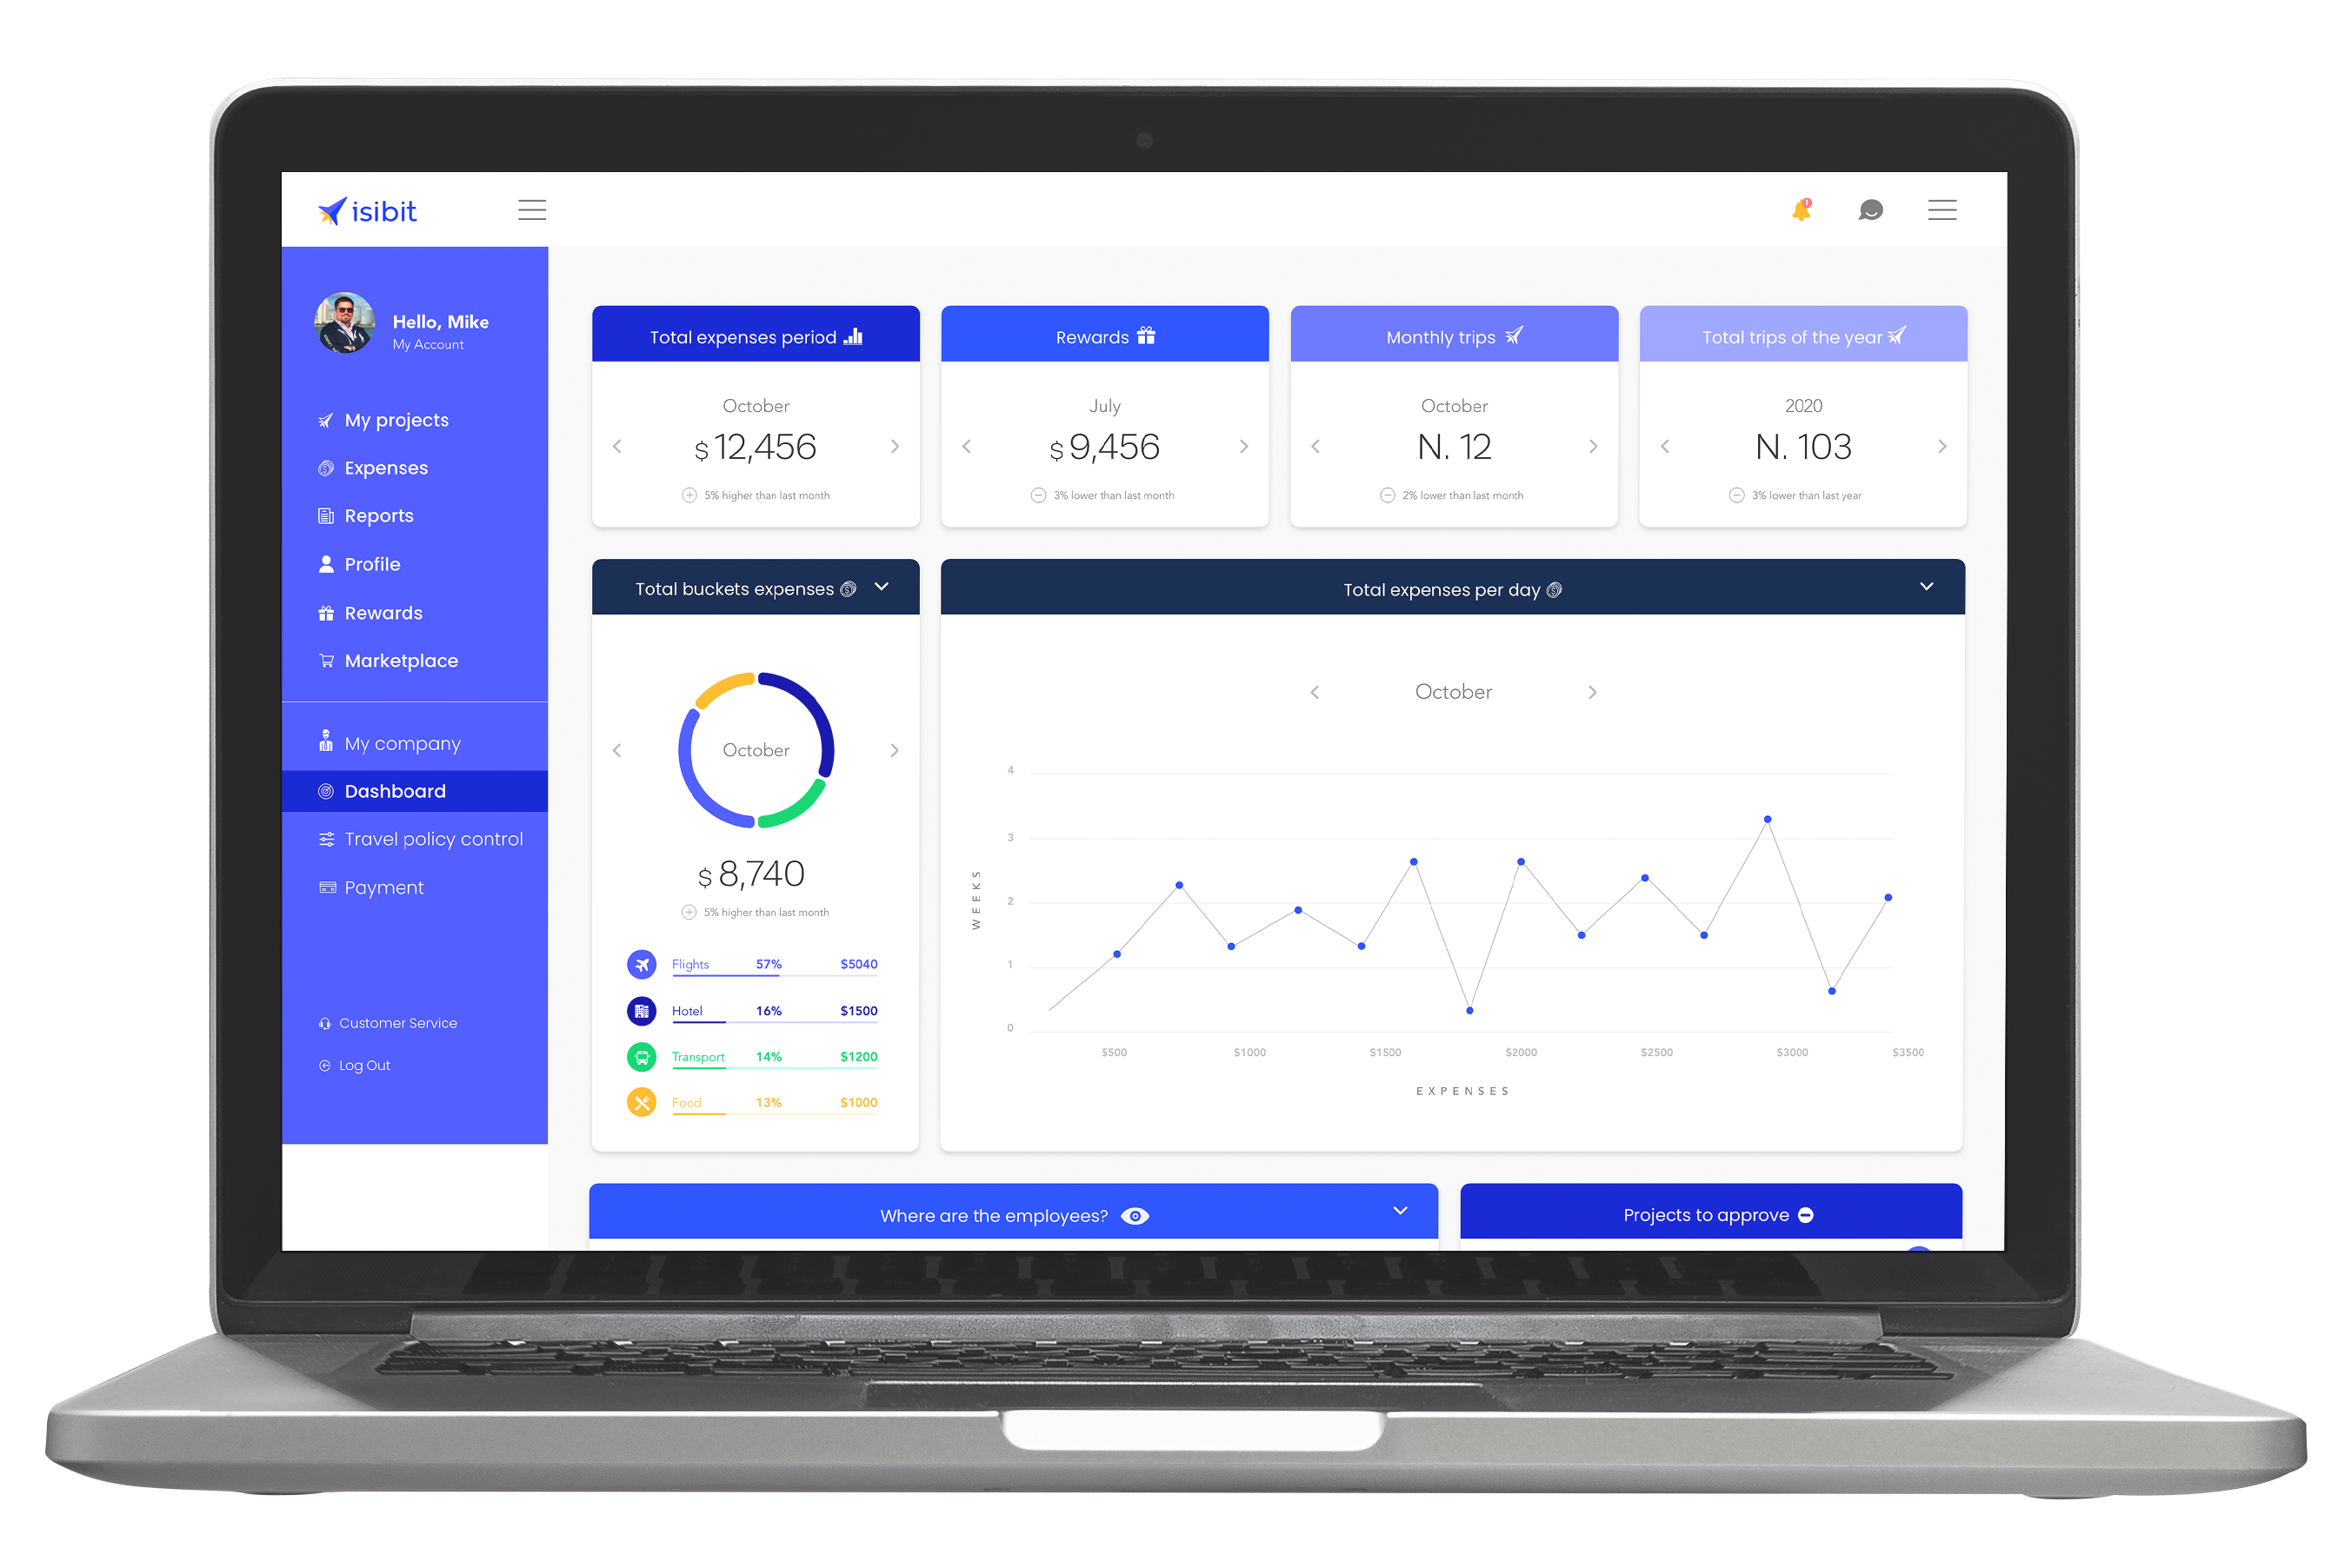 isibit
1
Hello, Mike
My Account
My projects
Expenses
Reports
Profile
Rewards
Marketplace
My company
Dashboard
Travel policy control
Payment
Customer Service
Log Out
Total expenses period
October
$ 12,456
5% higher than last month
Rewards
July
$ 9,456
3% lower than last month
Monthly trips
October
N. 12
2% lower than last month
Total trips of the year
2020
N. 103
3% lower than last year
Total buckets expenses
October
$ 8,740
5% higher than last month
Flights 57% $5040
Hotel 16% $1500
Transport 14% $1200
Food 13% $1000
Total expenses per day
October
WEEKS
4
3
2
1
0
$500 $1000 $1500 $2000 $2500 $3000 $3500
EXPENSES
Where are the employees?
Projects to approve